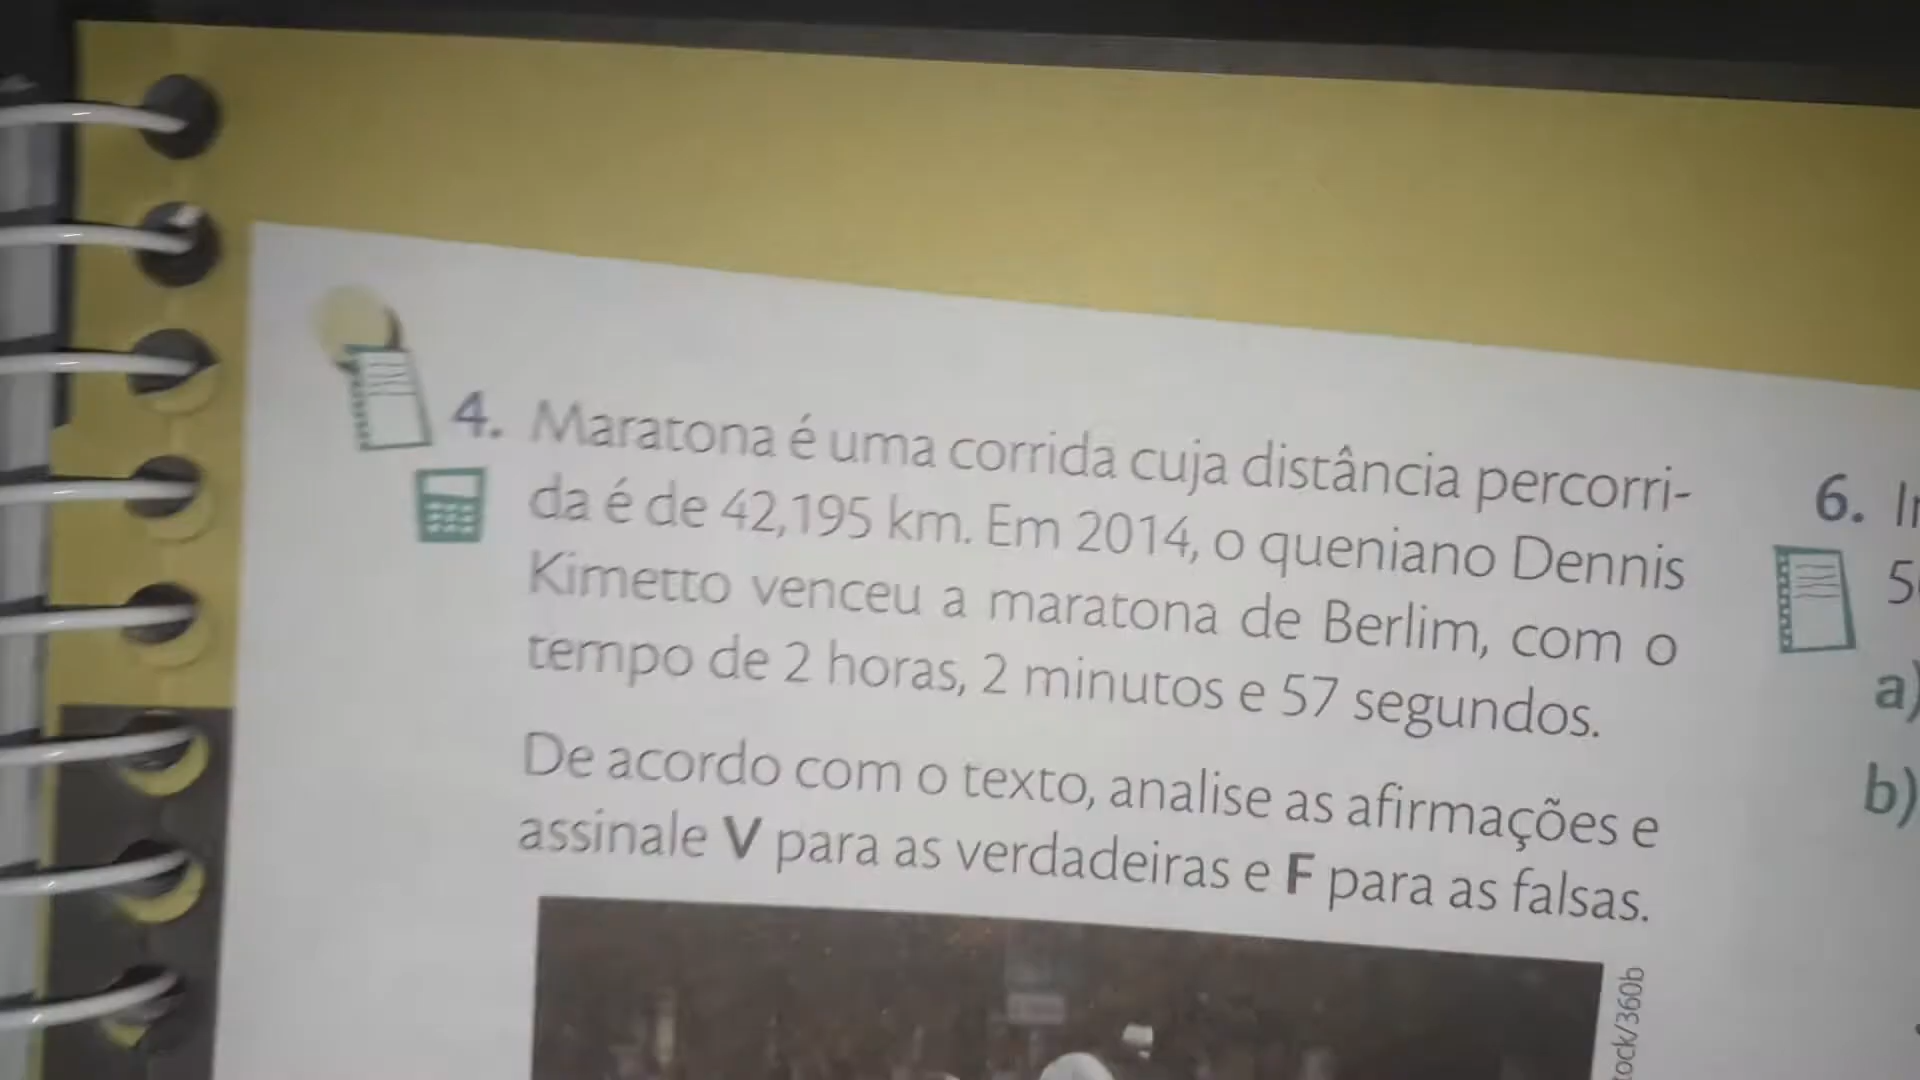 4. Maratona é uma corrida cuja distância percorri-
da é de 42,195 km. Em 2014, o queniano Dennis
Kimetto venceu a maratona de Berlim, com o
tempo de 2 horas, 2 minutos e 57 segundos.
De acordo com o texto, analise as afirmações e
assinale V para as verdadeiras e F para as falsas.
ock/360b
6.
a)
b)